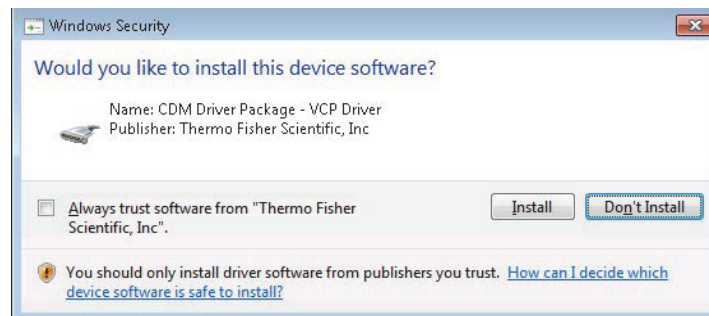 Windows Security
Would you like to install this device software?
Name: CDM Driver Package - VCP Driver
Publisher: Thermo Fisher Scientific, Inc
Always trust software from "Thermo Fisher
Scientific, Inc".
Install
Don't Install
You should only install driver software from publishers you trust. How can I decide which
device software is safe to install?